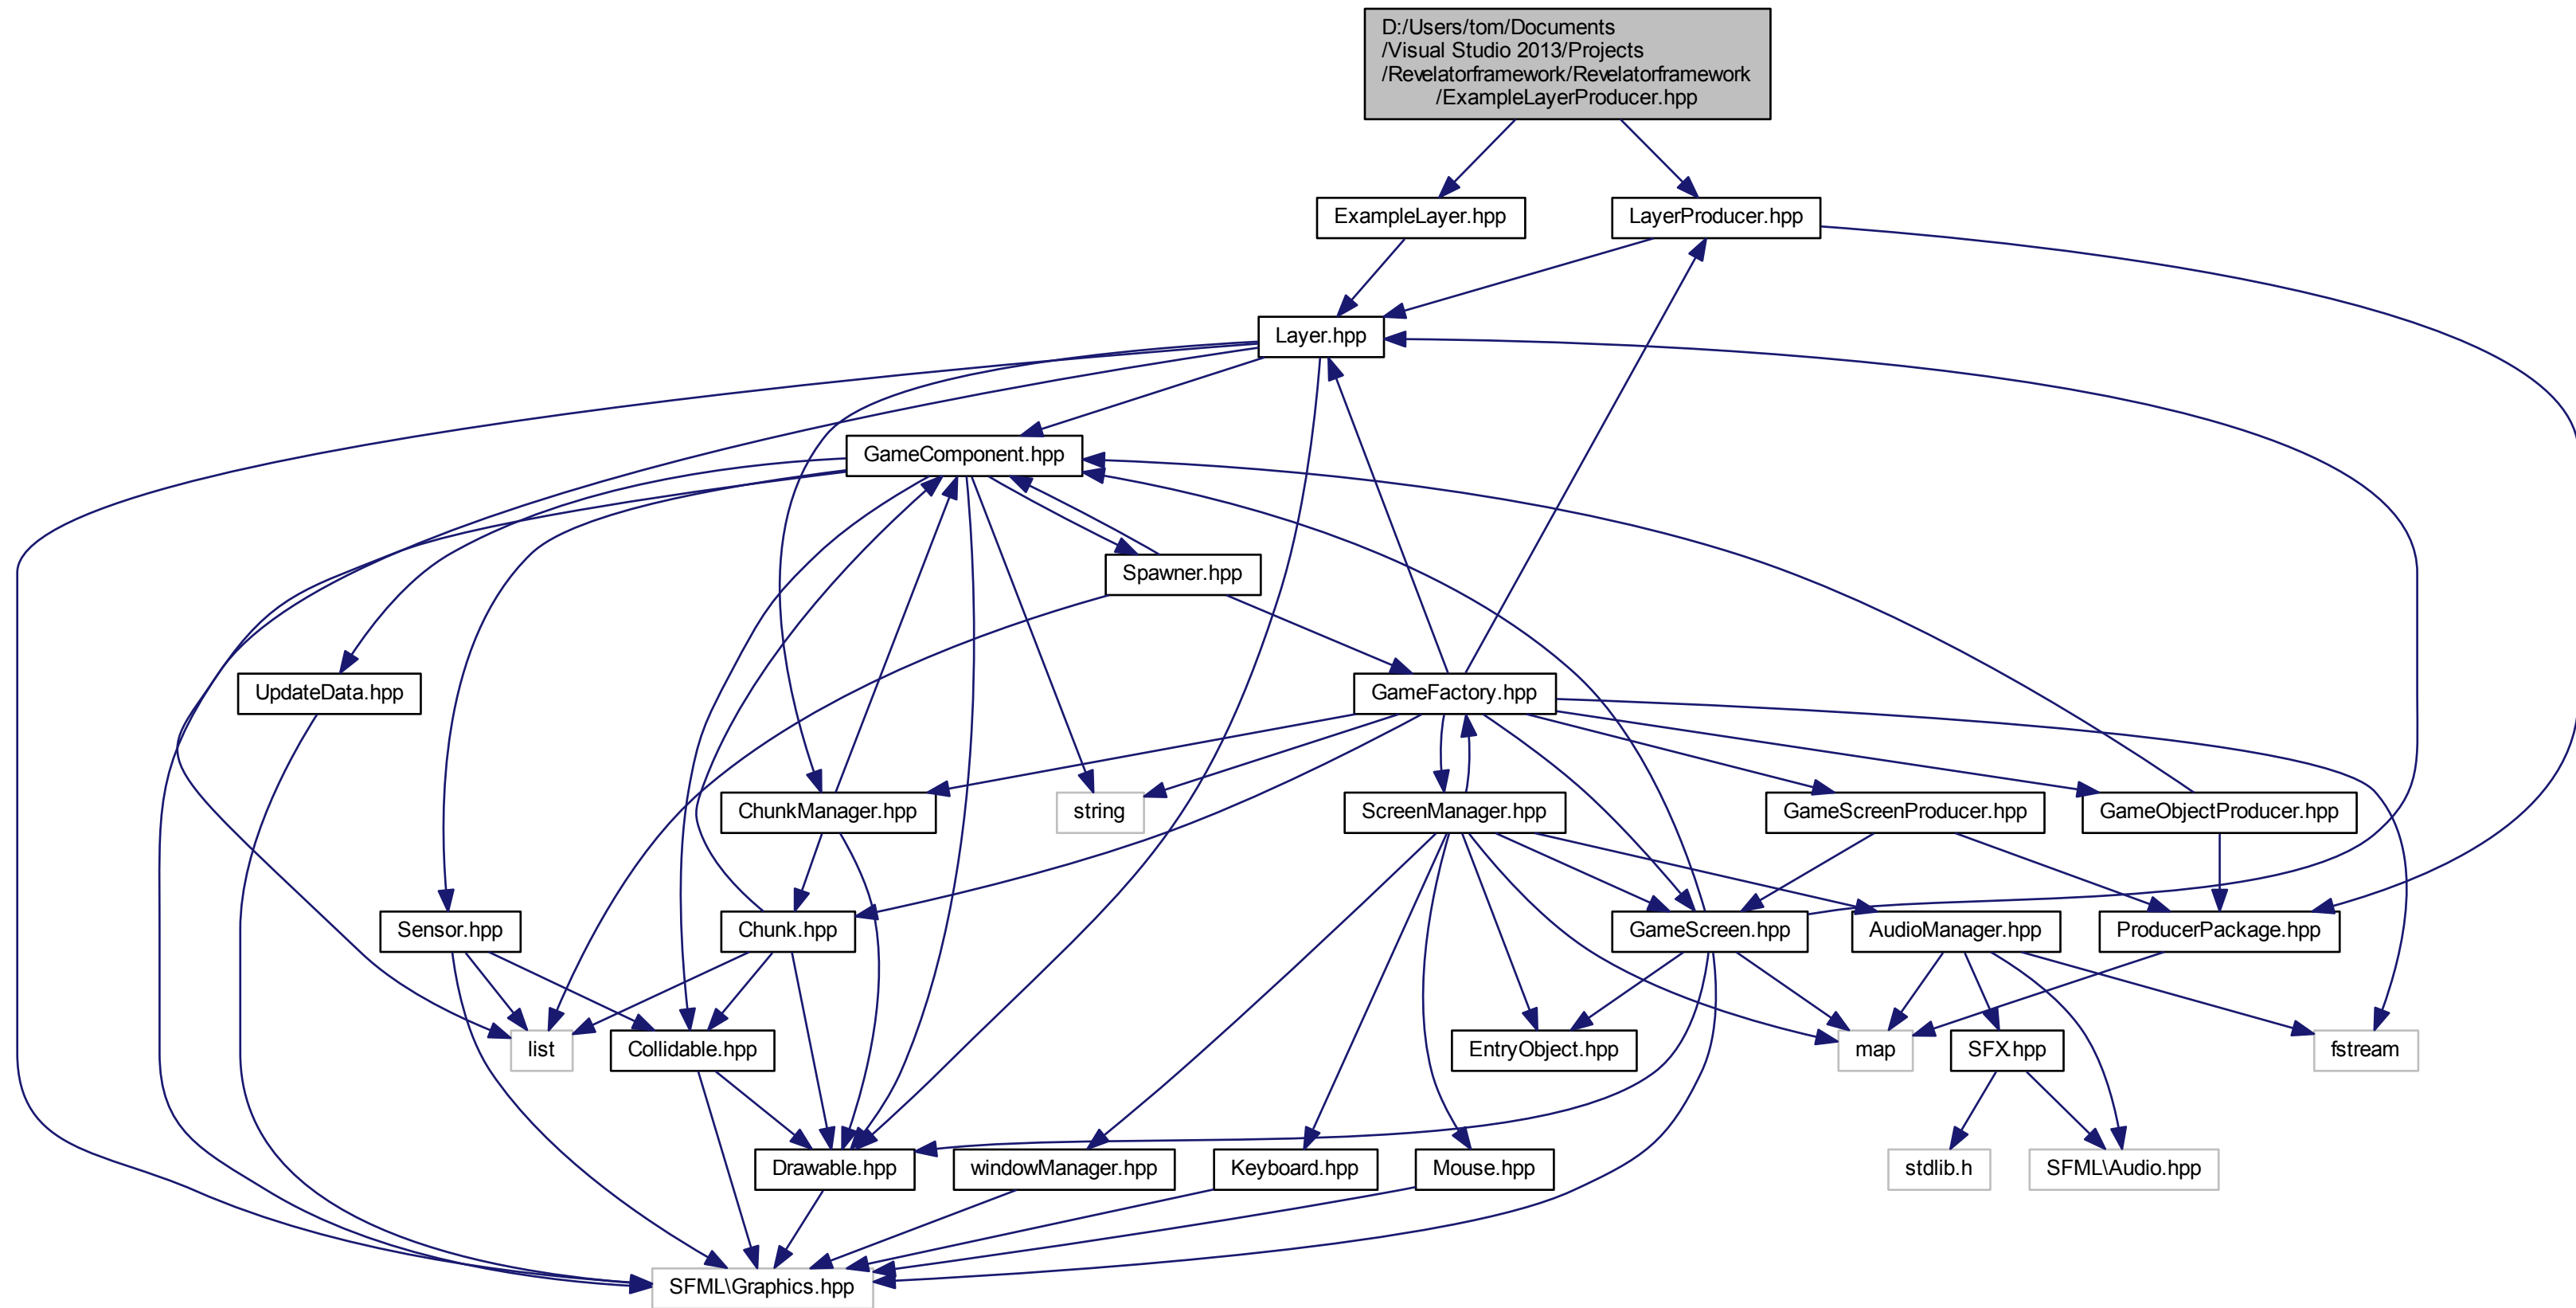 D:/Users/tom/Documents
/Visual Studio 2013/Projects
/Revelatorframework/Revelatorframework
/ExampleLayerProducer.hpp
ExampleLayer.hpp
LayerProducer.hpp
Layer.hpp
GameComponent.hpp
Spawner.hpp
UpdateData.hpp
GameFactory.hpp
ChunkManager.hpp
string
ScreenManager.hpp
GameScreenProducer.hpp
GameObjectProducer.hpp
Sensor.hpp
Chunk.hpp
GameScreen.hpp
AudioManager.hpp
ProducerPackage.hpp
list
Collidable.hpp
EntryObject.hpp
map
SFX.hpp
fstream
Drawable.hpp
windowManager.hpp
Keyboard.hpp
Mouse.hpp
stdlib.h
SFML\Audio.hpp
SFML\Graphics.hpp